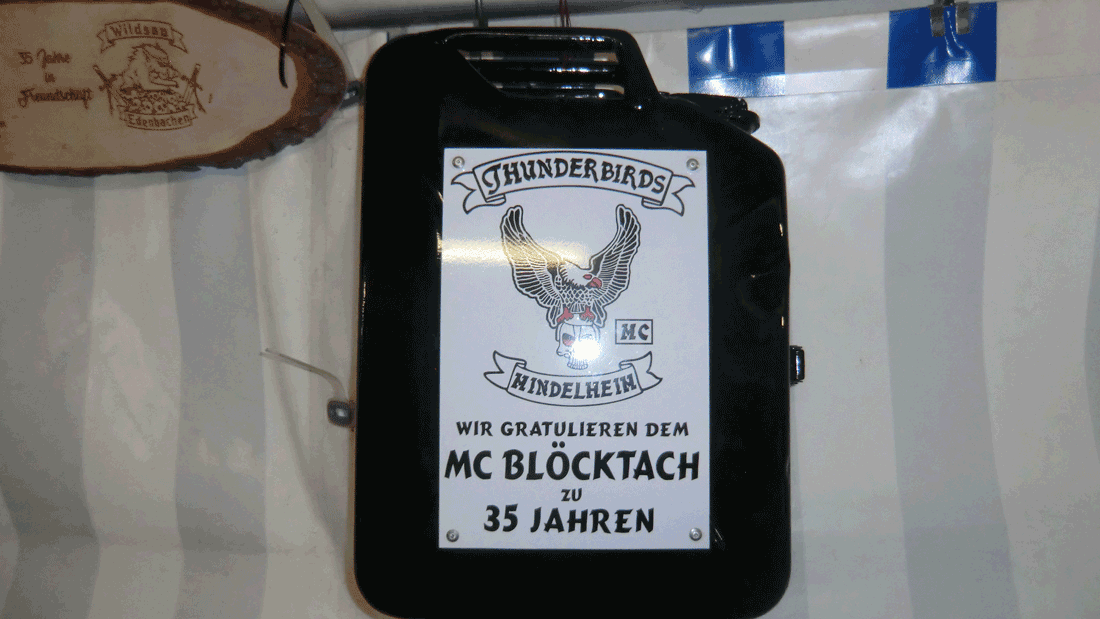 Wildsau
35 Jahre
in
Freundschaft
Edenbachen
THUNDERBIRDS
MC
MINDELHEIM
WIR GRATULIEREN DEM
MC BLÖCKTACH
ZU
35 JAHREN